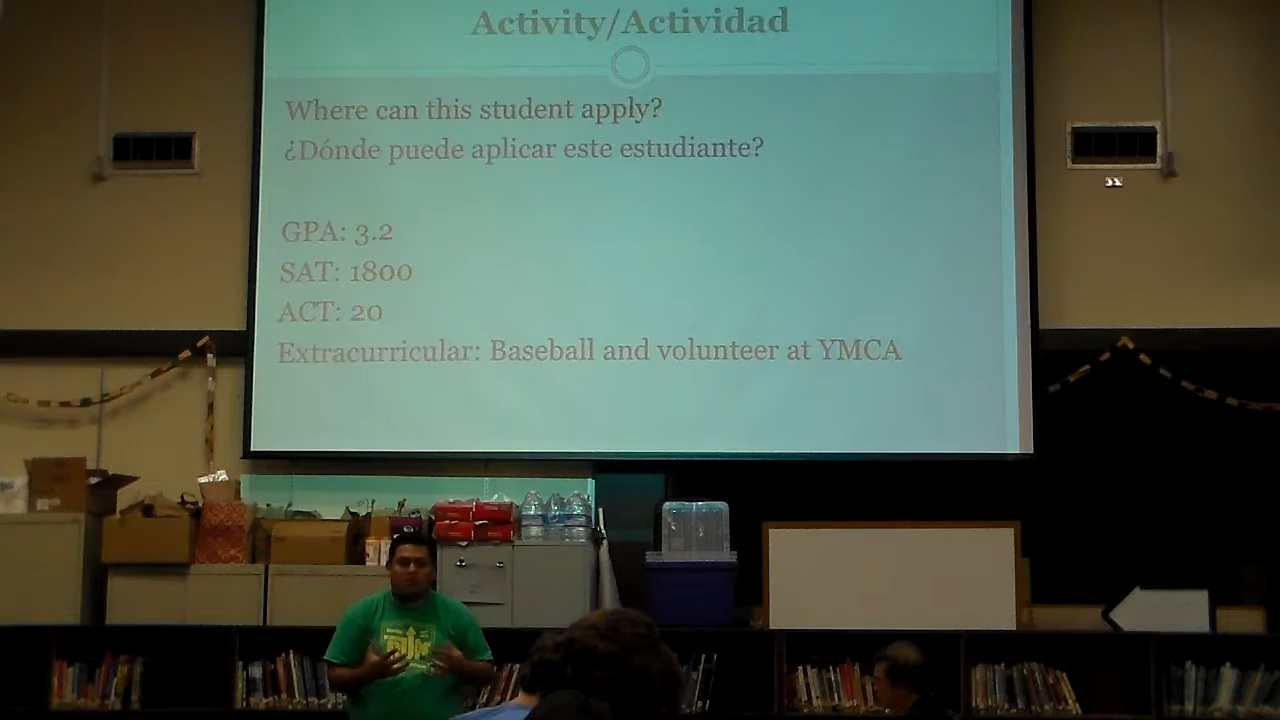 Activity/Actividad
Where can this student apply?
¿Dónde puede aplicar este estudiante?
GPA: 3.2
SAT: 1800
ACT: 20
Extracurricular: Baseball and volunteer at YMCA